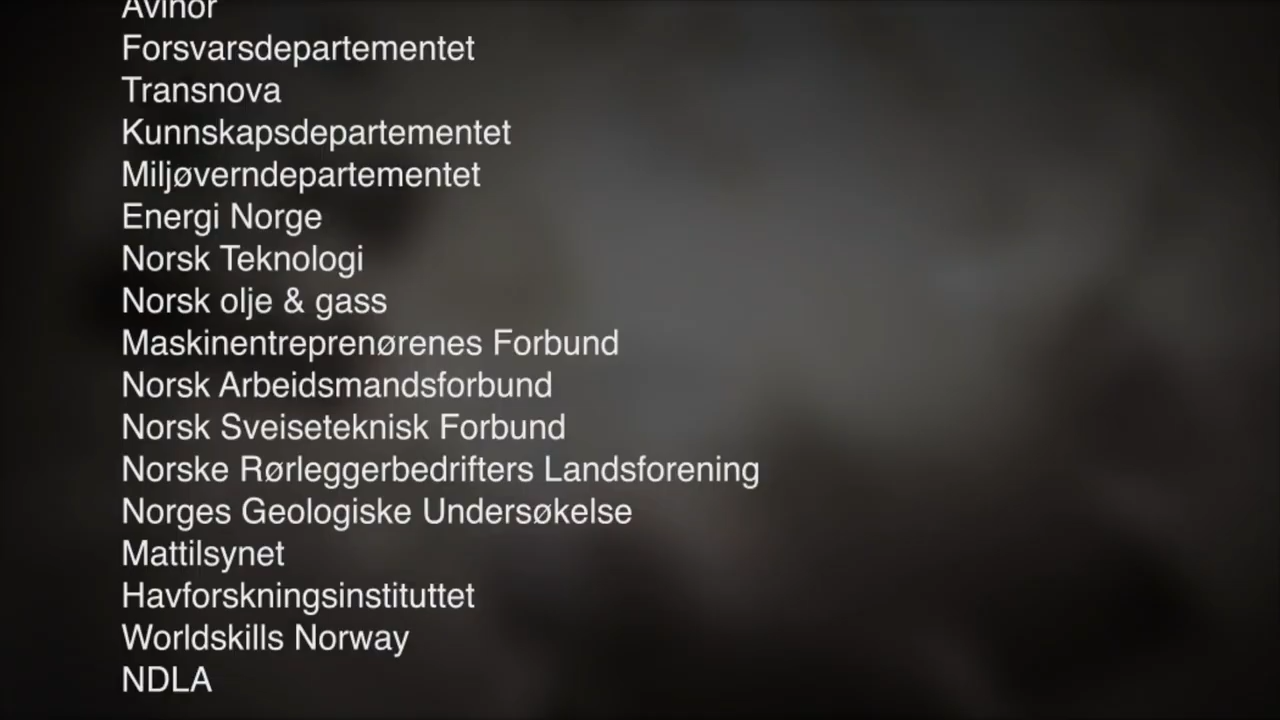 Avinor
Forsvarsdepartementet
Transnova
Kunnskapsdepartementet
Miljøverndepartementet
Energi Norge
Norsk Teknologi
Norsk olje & gass
Maskinentreprenørenes Forbund
Norsk Arbeidsmandsforbund
Norsk Sveiseteknisk Forbund
Norske Rørleggerbedrifters Landsforening
Norges Geologiske Undersøkelse
Mattilsynet
Havforskningsinstituttet
Worldskills Norway
NDLA